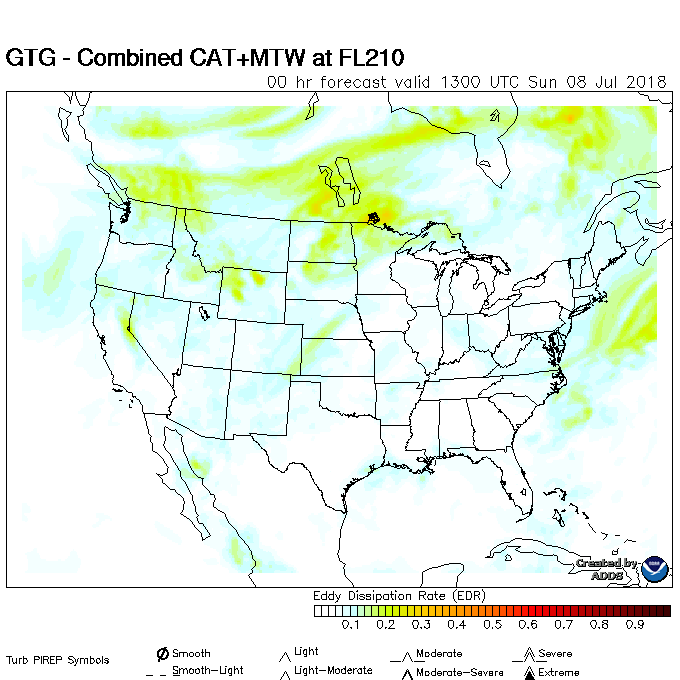 GTG - Combined CAT+MTW at FL210
00 hr forecast valid 1300 UTC Sun 08 Jul 2018
Created by
ADDS
Eddy Dissipation Rate (EDR)
0.1 0.2 0.3 0.4 0.5 0.6 0.7 0.8 0.9
Turb PIREP Symbols
Smooth Light Moderate Severe
Smooth-Light Light-Moderate Moderate-Severe Extreme